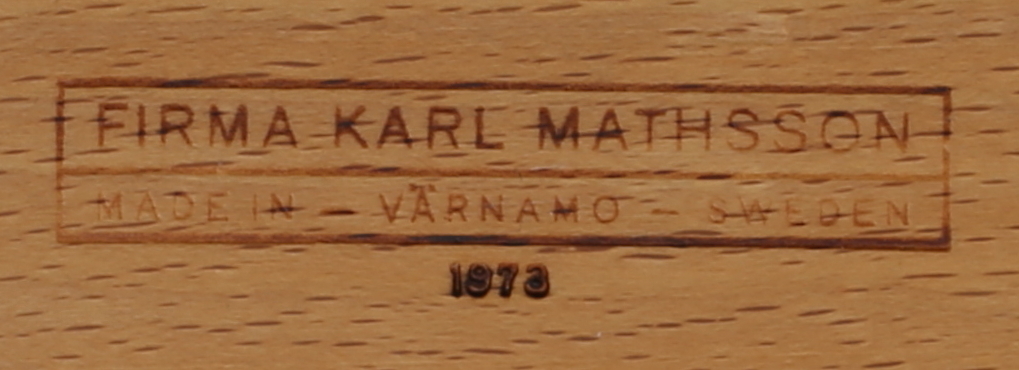 FIRMA KARL MATHSSON
MADE IN - VÄRNAMO - SWEDEN
1973